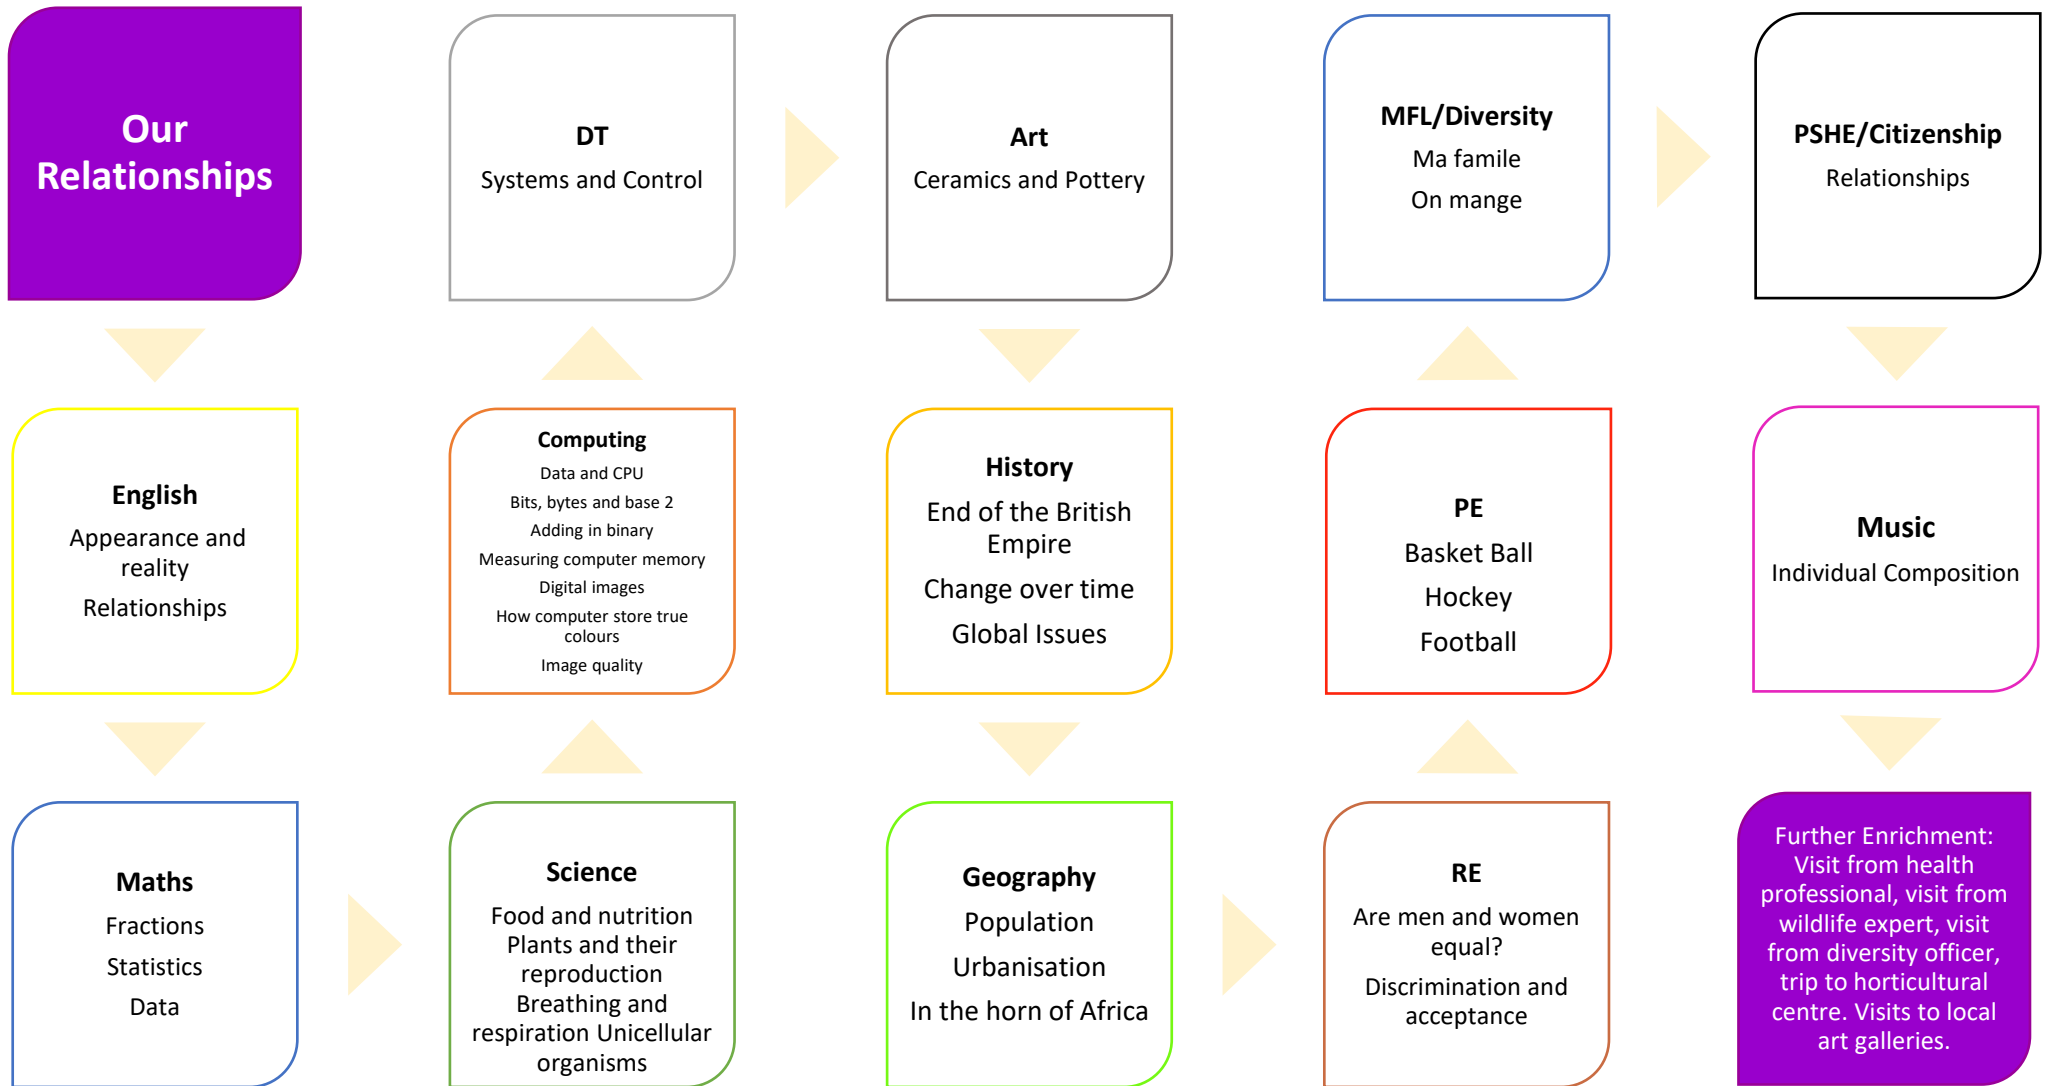 Our
Relationships
English
Appearance and
reality
Relationships
Maths
Fractions
Statistics
Data
Science
Food and nutrition
Plants and their
reproduction
Breathing and
respiration Unicellular
organisms
Computing
Data and CPU
Bits, bytes and base 2
Adding in binary
Measuring computer memory
Digital images
How computer store true
colours
Image quality
DT
Systems and Control
Art
Ceramics and Pottery
History
End of the British
Empire
Change over time
Global Issues
Geography
Population
Urbanisation
In the horn of Africa
RE
Are men and women
equal?
Discrimination and
acceptance
PE
Basket Ball
Hockey
Football
MFL/Diversity
Ma famile
On mange
PSHE/Citizenship
Relationships
Music
Individual Composition
Further Enrichment:
Visit from health
professional, visit from
wildlife expert, visit
from diversity officer,
trip to horticultural
centre. Visits to local
art galleries.